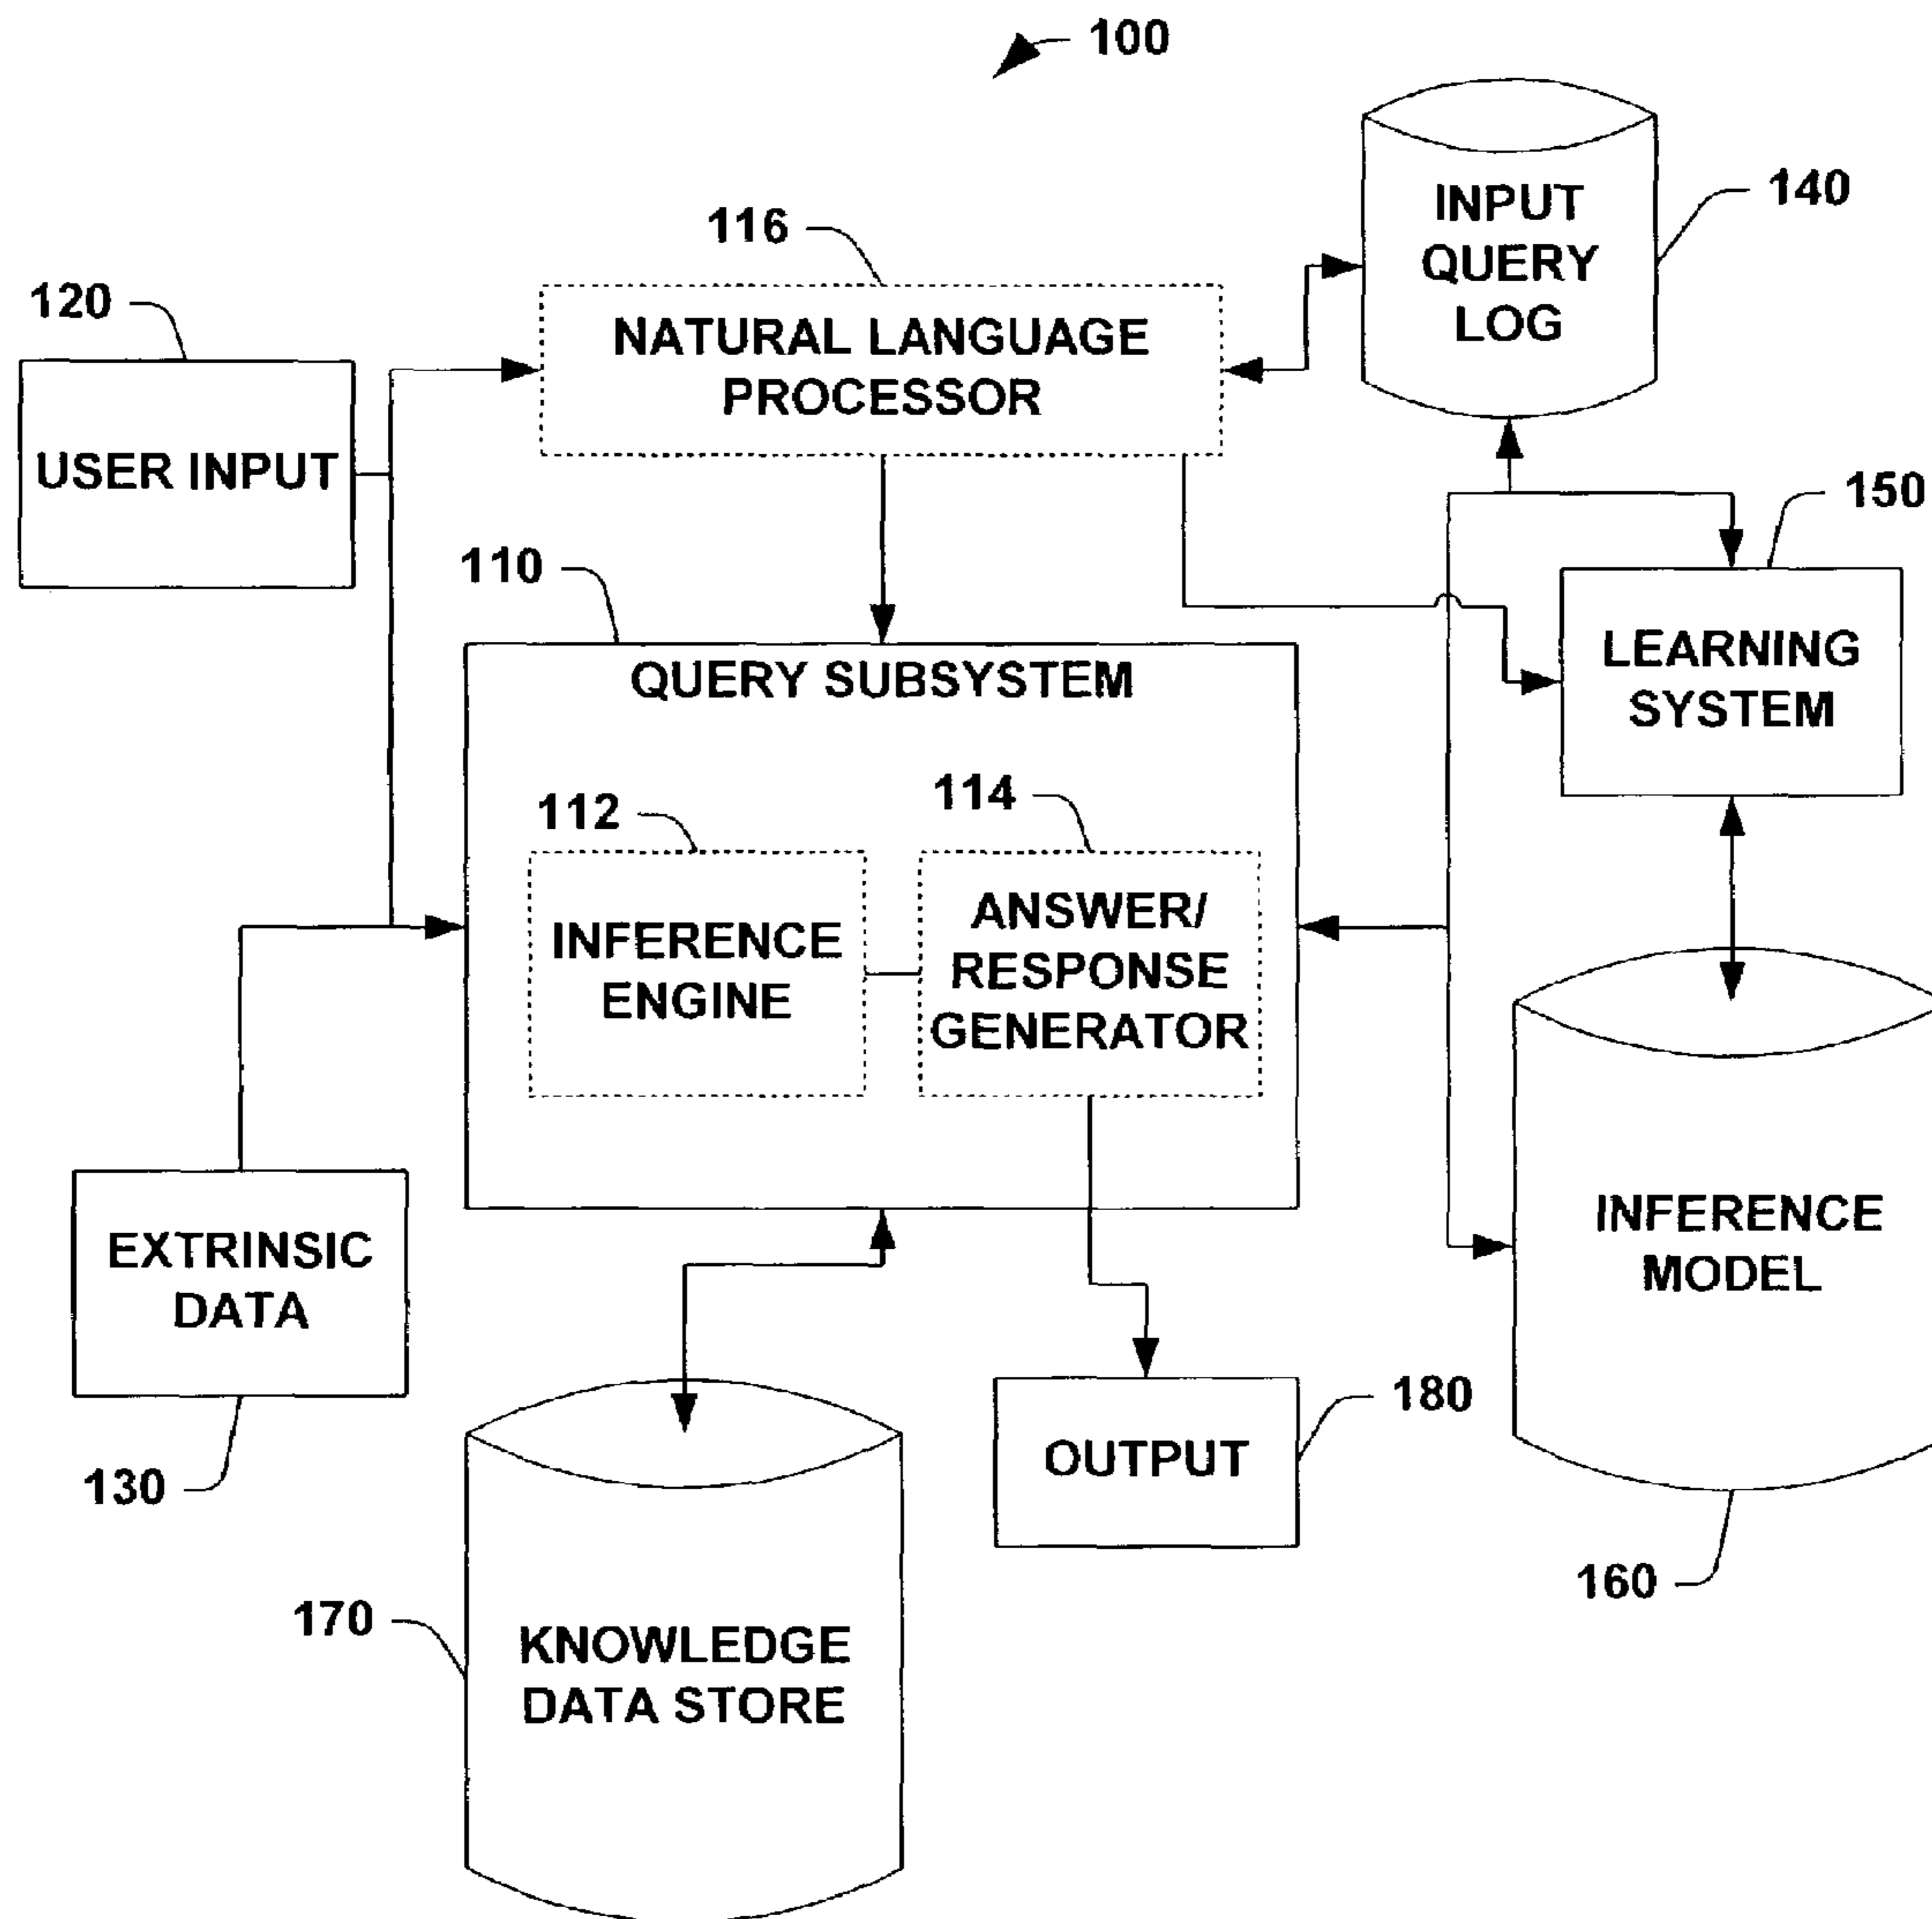 100
INPUT
QUERY
LOG
140
116
NATURAL LANGUAGE
PROCESSOR
120
USER INPUT
150
LEARNING
SYSTEM
110
QUERY SUBSYSTEM
112
INFERENCE
ENGINE
114
ANSWER/
RESPONSE
GENERATOR
EXTRINSIC
DATA
130
INFERENCE
MODEL
160
OUTPUT
180
170
KNOWLEDGE
DATA STORE